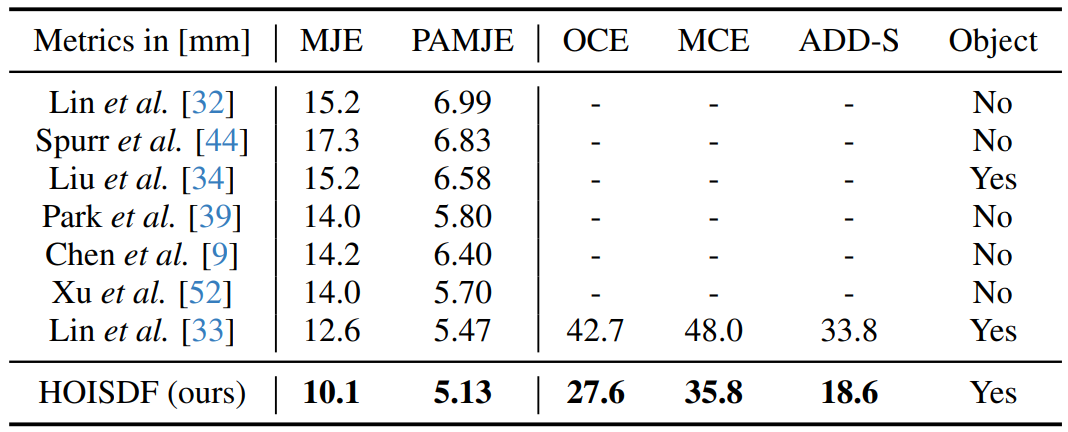 Metrics in [mm] MJE PAMJE OCE MCE ADD-S Object
Lin et al. [32] 15.2 6.99 - - - No
Spurr et al. [44] 17.3 6.83 - - - No
Liu et al. [34] 15.2 6.58 - - - Yes
Park et al. [39] 14.0 5.80 - - - No
Chen et al. [9] 14.2 6.40 - - - No
Xu et al. [52] 14.0 5.70 - - - No
Lin et al. [33] 12.6 5.47 42.7 48.0 33.8 Yes
HOISDF (ours) 10.1 5.13 27.6 35.8 18.6 Yes